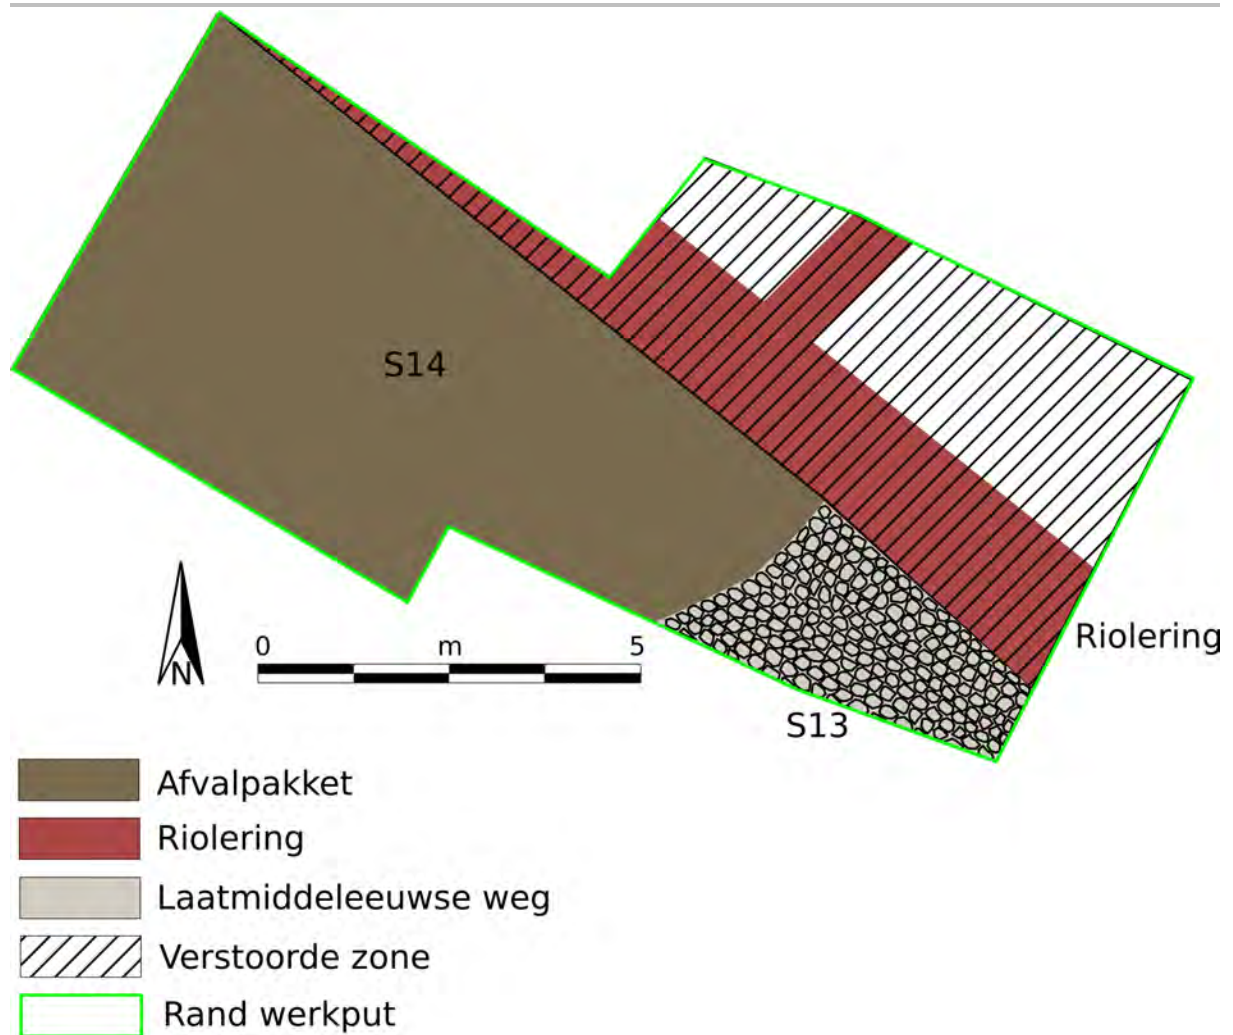 S14
Riolering
N
0 m 5
S13
Afvalpakket
Riolering
Laatmiddeleeuwse weg
Verstoorde zone
Rand werkput